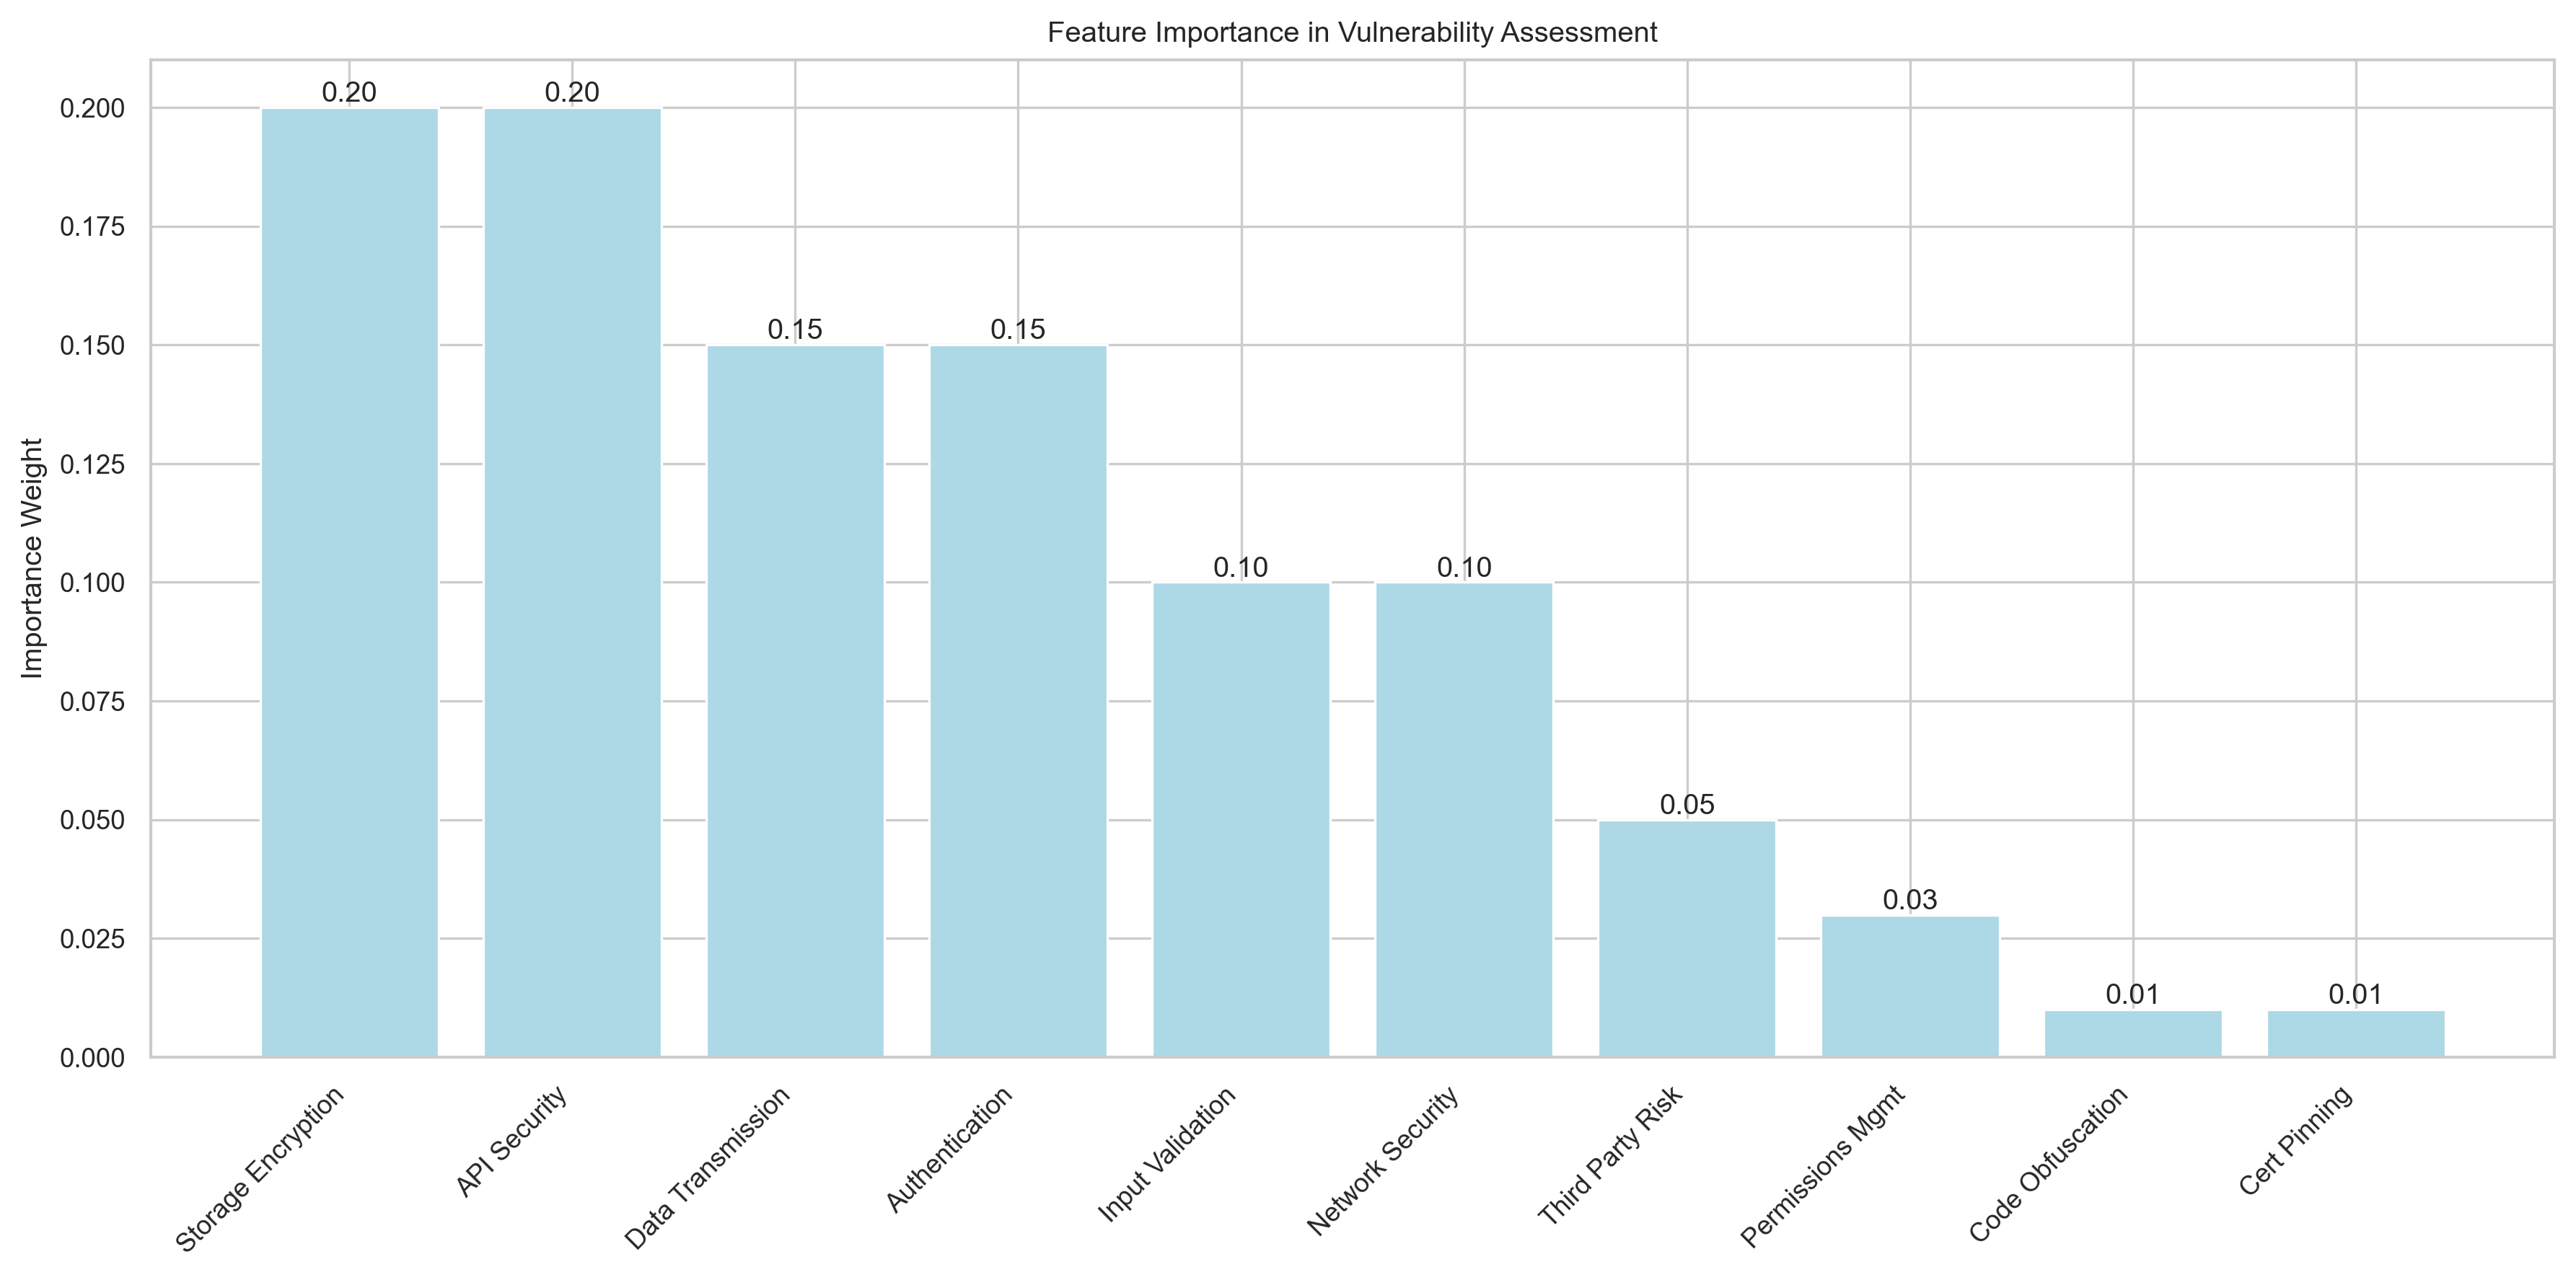 Feature Importance in Vulnerability Assessment
Importance Weight
0.200
0.175
0.150
0.125
0.100
0.075
0.050
0.025
0.000
0.20
0.20
0.15
0.15
0.10
0.10
0.05
0.03
0.01
0.01
Storage Encryption
API Security
Data Transmission
Authentication
Input Validation
Network Security
Third Party Risk
Permissions Mgmt
Code Obfuscation
Cert Pinning